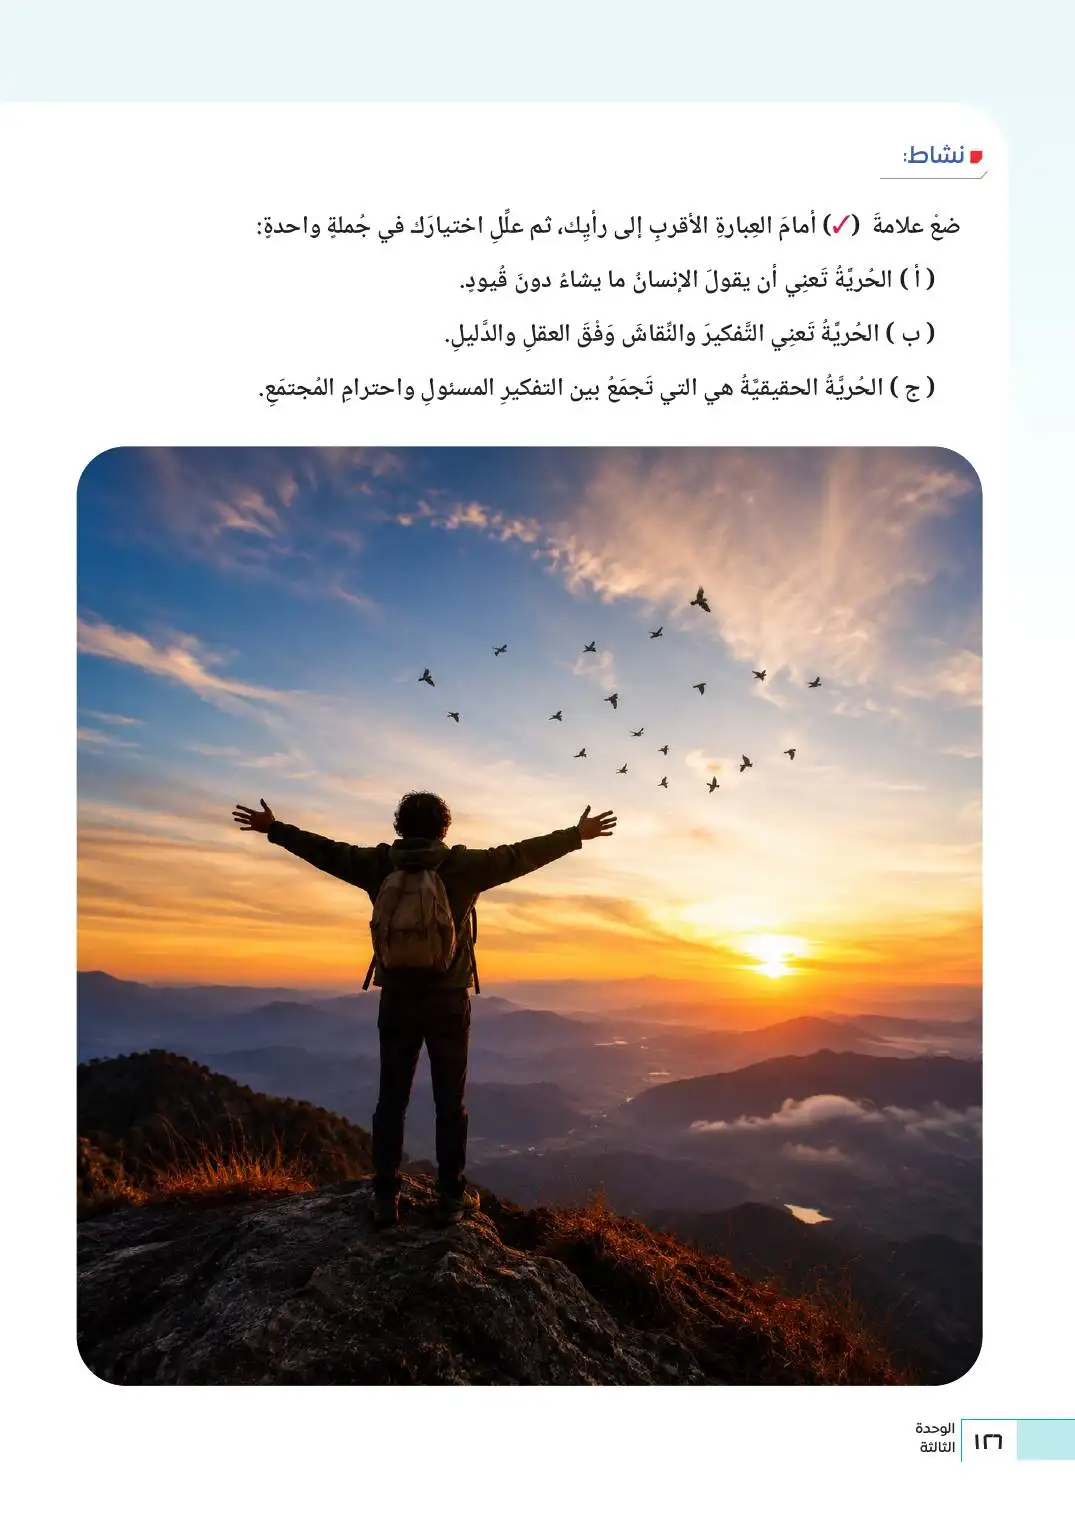 نشاط:
ضعْ علامةَ (✓) أمامَ العِبارةِ الأقربِ إلى رأيِك، ثم علِّلِ اختيارَك في جُملةٍ واحدةٍ:
( أ ) الحُريَّةُ تَعنِي أن يقولَ الإنسانُ ما يشاءُ دونَ قُيودٍ.
( ب ) الحُريَّةُ تَعنِي التَّفكيرَ والنِّقاشَ وَفْقَ العقلِ والدَّليلِ.
( ج ) الحُريَّةُ الحقيقيَّةُ هي التي تَجمَعُ بين التفكيرِ المسئولِ واحترامِ المُجتمَعِ.
الوحدة
الثالثة
١٢٦